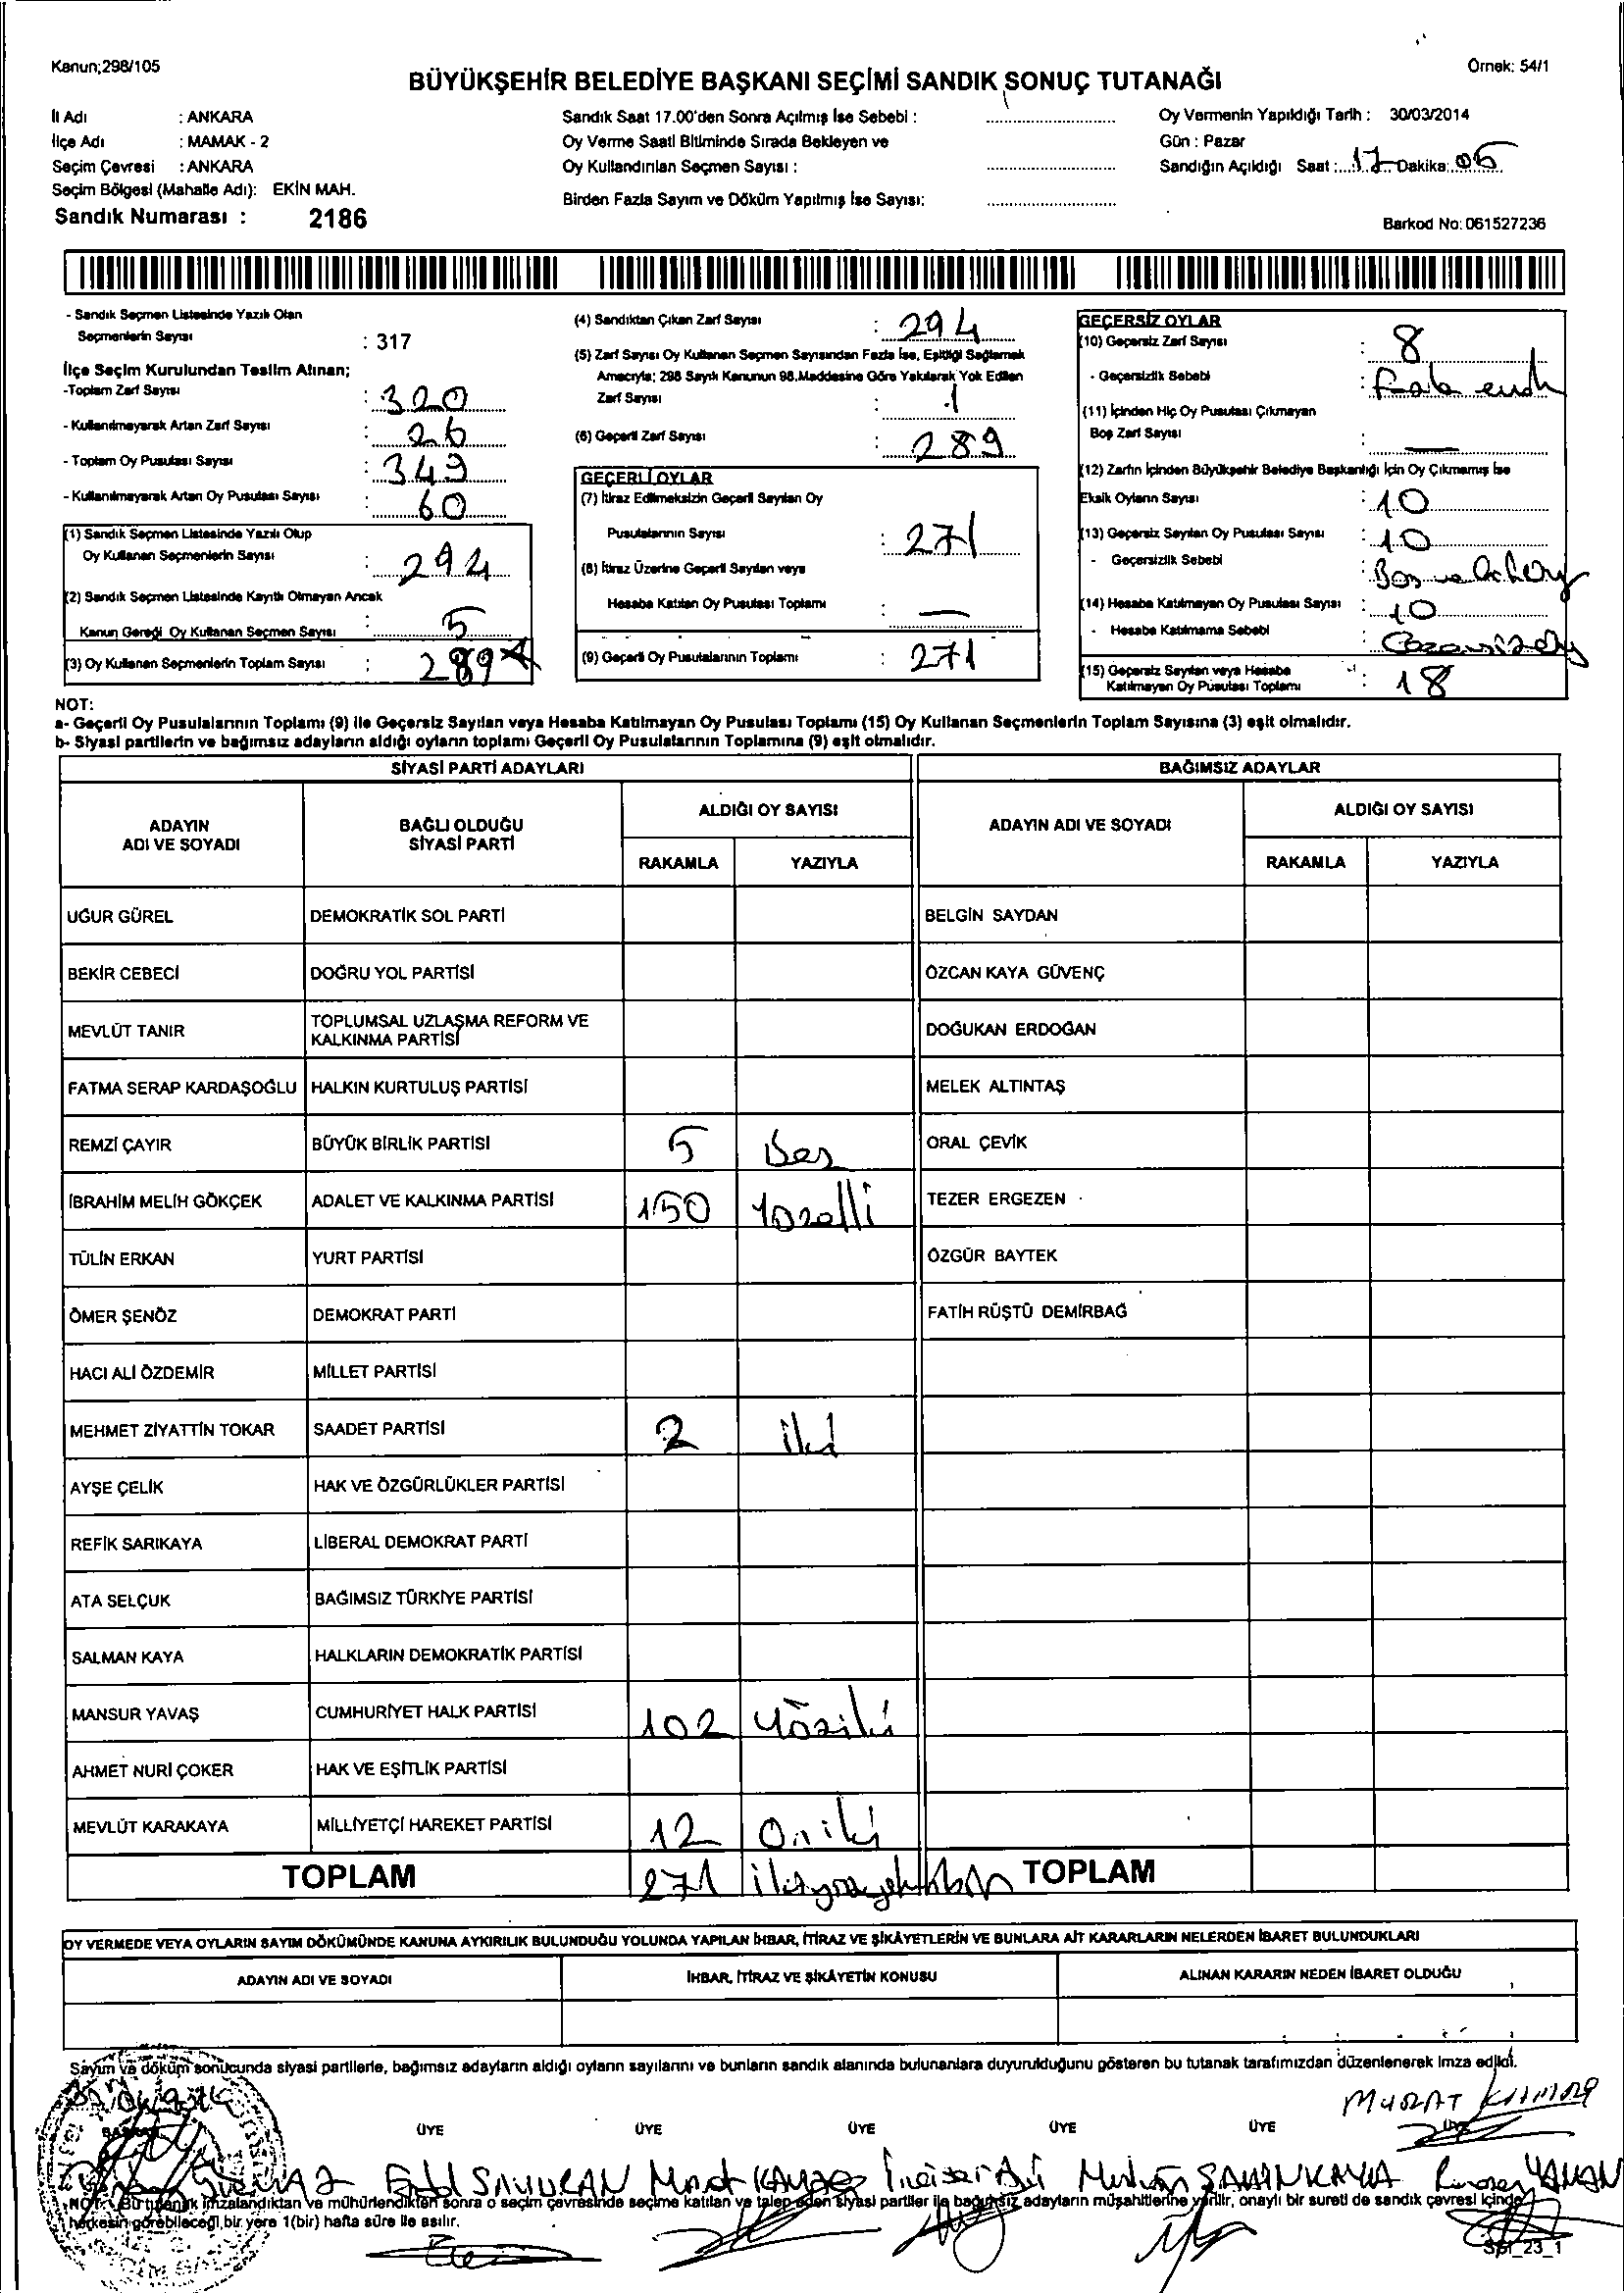 Kanun;298/105
Örnek: 54/1
BÜYÜKŞEHİR BELEDİYE BAŞKANI SEÇİMİ SANDIK SONUÇ TUTANAĞI
İl Adı : ANKARA
İlçe Adı : MAMAK - 2
Seçim Çevresi : ANKARA
Seçim Bölgesi (Mahalle Adı): EKİN MAH.
Sandık Numarası : 2186
Sandık Saat 17.00'den Sonra Açılmış İse Sebebi :
Oy Verme Saati Bitiminde Sırada Bekleyen ve
Oy Kullandırılan Seçmen Sayısı :
Birden Fazla Sayım ve Döküm Yapılmış İse Sayısı:
Oy Vermenin Yapıldığı Tarih : 30/03/2014
Gün : Pazar
Sandığın Açıldığı Saat : 17 Dakika: 05
Barkod No: 061527236
- Sandık Seçmen Listesinde Yazılı Olan
Seçmenlerin Sayısı : 317
İlçe Seçim Kurulundan Teslim Alınan;
-Toplam Zarf Sayısı : 320
- Kullanılmayarak Artan Zarf Sayısı : 26
- Toplam Oy Pusulası Sayısı : 349
- Kullanılmayarak Artan Oy Pusulası Sayısı : 60
(1) Sandık Seçmen Listesinde Yazılı Olup
Oy Kullanan Seçmenlerin Sayısı : 294
(2) Sandık Seçmen Listesinde Kayıtlı Olmayan Ancak
Kanun Gereği Oy Kullanan Seçmen Sayısı : 5
(3) Oy Kullanan Seçmenlerin Toplam Sayısı : 289
(4) Sandıktan Çıkan Zarf Sayısı : 294
(5) Zarf Sayısı Oy Kullanan Seçmen Sayısından Fazla İse, Eşitliği Sağlamak
Amacıyla; 298 Sayılı Kanunun 98.Maddesine Göre Yakılarak Yok Edilen
Zarf Sayısı : 1
(6) Geçerli Zarf Sayısı : 289
GEÇERLİ OYLAR
(7) İtiraz Edilmeksizin Geçerli Sayılan Oy
Pusulalarının Sayısı : 271
(8) İtiraz Üzerine Geçerli Sayılan veya
Hesaba Katılan Oy Pusulası Toplamı : —
(9) Geçerli Oy Pusulalarının Toplamı : 271
GEÇERSİZ OYLAR
(10) Geçersiz Zarf Sayısı : 8
- Geçersizlik Sebebi :
(11) İçinden Hiç Oy Pusulası Çıkmayan
Boş Zarf Sayısı : —
(12) Zarfın İçinden Büyükşehir Belediye Başkanlığı İçin Oy Çıkmamış İse
Eksik Oyların Sayısı : 10
(13) Geçersiz Sayılan Oy Pusulası Sayısı : 10
- Geçersizlik Sebebi :
(14) Hesaba Katılmayan Oy Pusulası Sayısı : 10
- Hesaba Katılmama Sebebi :
(15) Geçersiz Sayılan veya Hesaba
Katılmayan Oy Pusulası Toplamı : 18
NOT:
a- Geçerli Oy Pusulalarının Toplamı (9) ile Geçersiz Sayılan veya Hesaba Katılmayan Oy Pusulası Toplamı (15) Oy Kullanan Seçmenlerin Toplam Sayısına (3) eşit olmalıdır.
b- Siyasi partilerin ve bağımsız adayların aldığı oyların toplamı Geçerli Oy Pusulalarının Toplamına (9) eşit olmalıdır.
SİYASİ PARTİ ADAYLARI BAĞIMSIZ ADAYLAR
ADAYIN
ADI VE SOYADI
BAĞLI OLDUĞU
SİYASİ PARTİ
ALDIĞI OY SAYISI
RAKAMLA YAZIYLA
ADAYIN ADI VE SOYADI
ALDIĞI OY SAYISI
RAKAMLA YAZIYLA
UĞUR GÜREL DEMOKRATİK SOL PARTİ BELGİN SAYDAN
BEKİR CEBECİ DOĞRU YOL PARTİSİ ÖZCAN KAYA GÜVENÇ
MEVLÜT TANIR TOPLUMSAL UZLAŞMA REFORM VE
KALKINMA PARTİSİ DOĞUKAN ERDOĞAN
FATMA SERAP KARDAŞOĞLU HALKIN KURTULUŞ PARTİSİ MELEK ALTINTAŞ
REMZİ ÇAYIR BÜYÜK BİRLİK PARTİSİ 5 Beş ORAL ÇEVİK
İBRAHİM MELİH GÖKÇEK ADALET VE KALKINMA PARTİSİ 150 Yüzelli TEZER ERGEZEN
TÜLİN ERKAN YURT PARTİSİ ÖZGÜR BAYTEK
ÖMER ŞENÖZ DEMOKRAT PARTİ FATİH RÜŞTÜ DEMİRBAĞ
HACI ALİ ÖZDEMİR MİLLET PARTİSİ
MEHMET ZİYATTİN TOKAR SAADET PARTİSİ 2 iki
AYŞE ÇELİK HAK VE ÖZGÜRLÜKLER PARTİSİ
REFİK SARIKAYA LİBERAL DEMOKRAT PARTİ
ATA SELÇUK BAĞIMSIZ TÜRKİYE PARTİSİ
SALMAN KAYA HALKLARIN DEMOKRATİK PARTİSİ
MANSUR YAVAŞ CUMHURİYET HALK PARTİSİ 102 Yüziki
AHMET NURİ ÇOKER HAK VE EŞİTLİK PARTİSİ
MEVLÜT KARAKAYA MİLLİYETÇİ HAREKET PARTİSİ 12 Oniki
TOPLAM 271 TOPLAM
OY VERMEDE VEYA OYLARIN SAYIM DÖKÜMÜNDE KANUNA AYKIRILIK BULUNDUĞU YOLUNDA YAPILAN İHBAR, İTİRAZ VE ŞİKÂYETLERİN VE BUNLARA AİT KARARLARIN NELERDEN İBARET BULUNDUKLARI
ADAYIN ADI VE SOYADI İHBAR, İTİRAZ VE ŞİKÂYETİN KONUSU ALINAN KARARIN NEDEN İBARET OLDUĞU
Sayım ve döküm sonucunda siyasi partilerle, bağımsız adayların aldığı oyların sayılarını ve bunların sandık alanında bulunanlara duyurulduğunu gösteren bu tutanak tarafımızdan düzenlenerek imza edildi.
MURAT
BAŞKAN ÜYE ÜYE ÜYE ÜYE ÜYE ÜYE
SAVURAN Murat ŞAHİNKAYA YAMAN
NOT: Bu tutanak imzalandıktan ve mühürlendikten sonra o seçim çevresinde seçime katılan ve talep eden siyasi partiler ile bağımsız adayların müşahitlerine verilir, onaylı bir sureti de sandık çevresi içinde
herkesin görebileceği, bir yere 1(bir) hafta süre ile asılır.
SŞİ_23_1